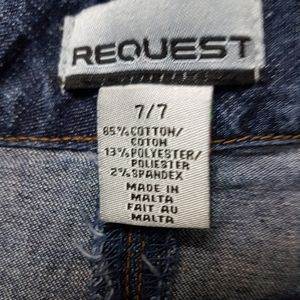 REQUEST
7/7
85% COTTON/
COTON
13% POLYESTER/
POLIESTER
2% SPANDEX
MADE IN
MALTA
FAIT AU
MALTA